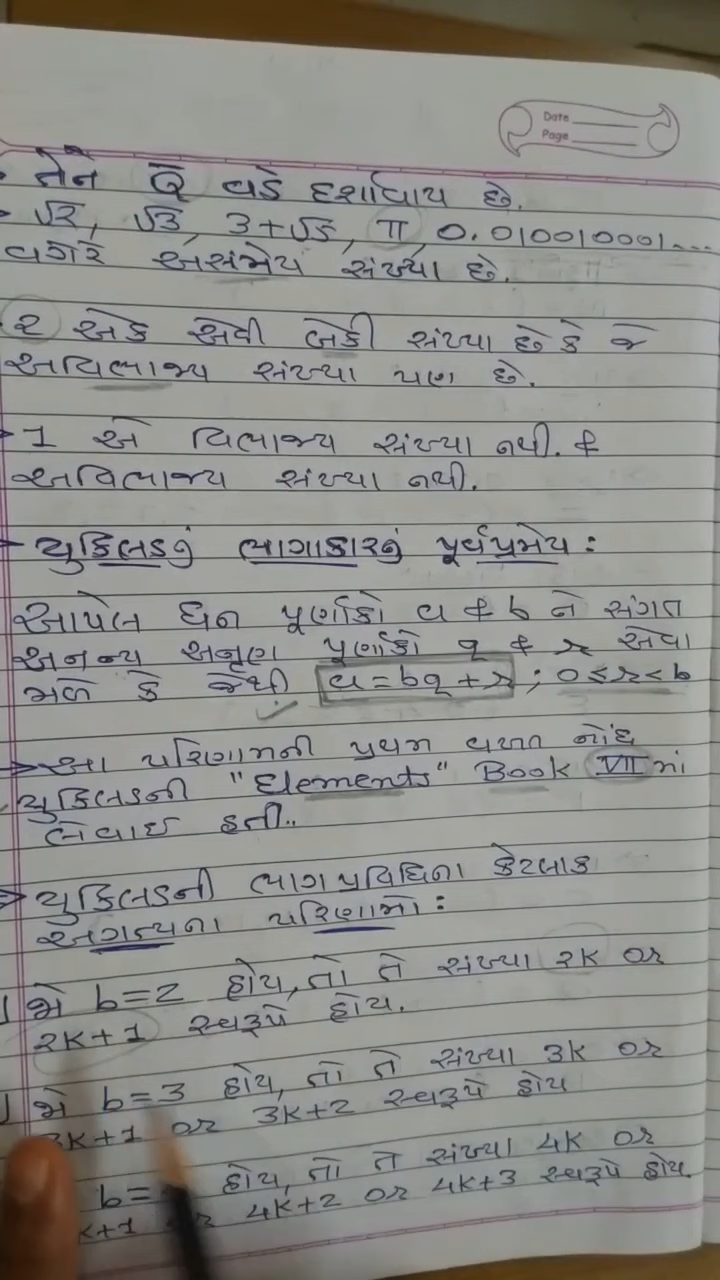 Date
Page
તેને Q̅ વડે દર્શાવાય છે.
√2, √3, 3+√5, π, 0.010010001...
વગેરે અસંમેય સંખ્યા છે.
2 એક એવી બેકી સંખ્યા છે કે જે
અવિભાજ્ય સંખ્યા પણ છે.
1 એ વિભાજ્ય સંખ્યા નથી. &
અવિભાજ્ય સંખ્યા નથી.
યુક્લિડનું ભાગાકારનું પૂર્વપ્રમેય :
આપેલ ધન પૂર્ણાંકો a & b ને સંગત
અનન્ય અનૃણ પૂર્ણાંકો q & r એવા
મળે કે જેથી a = bq + r ; 0 ≤ r < b
આ પરિણામની પ્રથમ વખત નોંધ
યુક્લિડની "Elements" Book VII માં
લેવાઈ હતી..
યુક્લિડની ભાગપ્રવિધિના કેટલાક
અગત્યના પરિણામો :
જો b=2 હોય, તો તે સંખ્યા 2K or
2K+1 સ્વરૂપે હોય.
જો b=3 હોય, તો તે સંખ્યા 3K or
3K+1 or 3K+2 સ્વરૂપે હોય
b= હોય, તો તે સંખ્યા 4K or
K+1 or 4K+2 or 4K+3 સ્વરૂપે હોય.